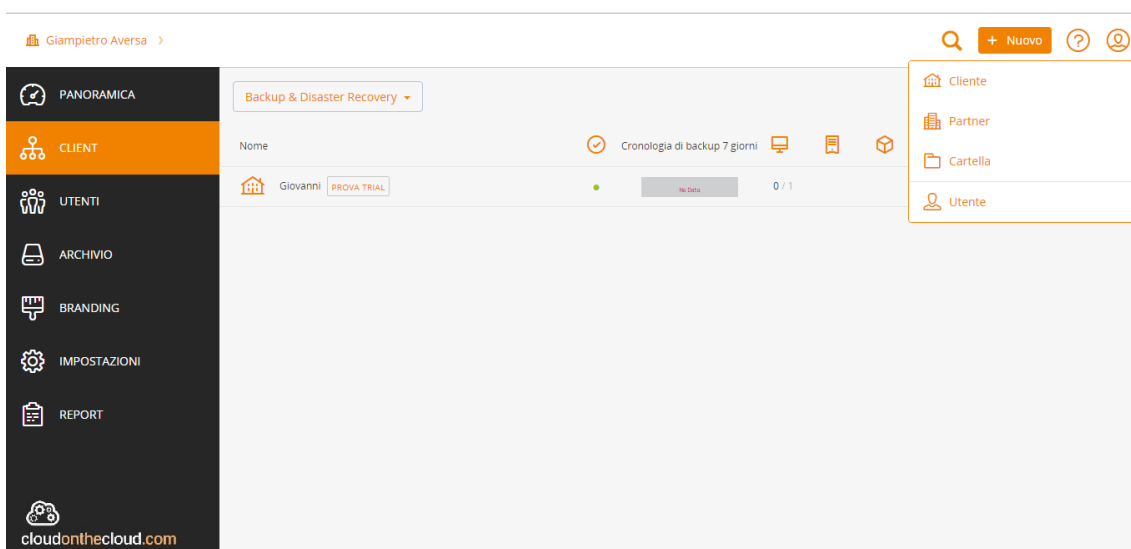 Giampietro Aversa
+ Nuovo
Cliente
Partner
Cartella
Utente
PANORAMICA
CLIENT
UTENTI
ARCHIVIO
BRANDING
IMPOSTAZIONI
REPORT
cloudonthecloud.com
Backup & Disaster Recovery
Nome
Cronologia di backup 7 giorni
Giovanni PROVA TRIAL
No Data
0 / 1